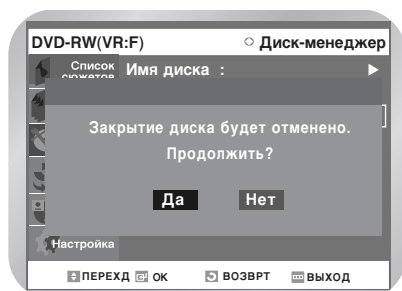 DVD-RW(VR:F) Диск-менеджер
Список
сюжетов
Имя диска :
Закрытие диска будет отменено.
Продолжить?
Да Нет
Настройка
ПЕРЕХД OK ВОЗВРТ ВЫХОД